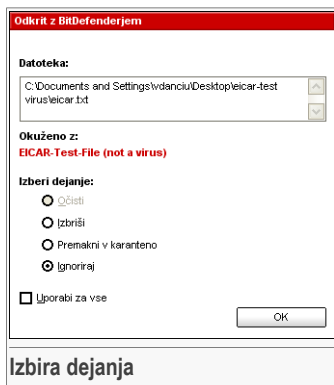 Odkrit z BitDefenderjem
Datoteka:
C:\Documents and Settings\vdanciu\Desktop\eicar-test
virus\eicar.txt
Okuženo z:
EICAR-Test-File (not a virus)
Izberi dejanje:
Očisti
Izbriši
Premakni v karanteno
Ignoriraj
Uporabi za vse
OK
Izbira dejanja